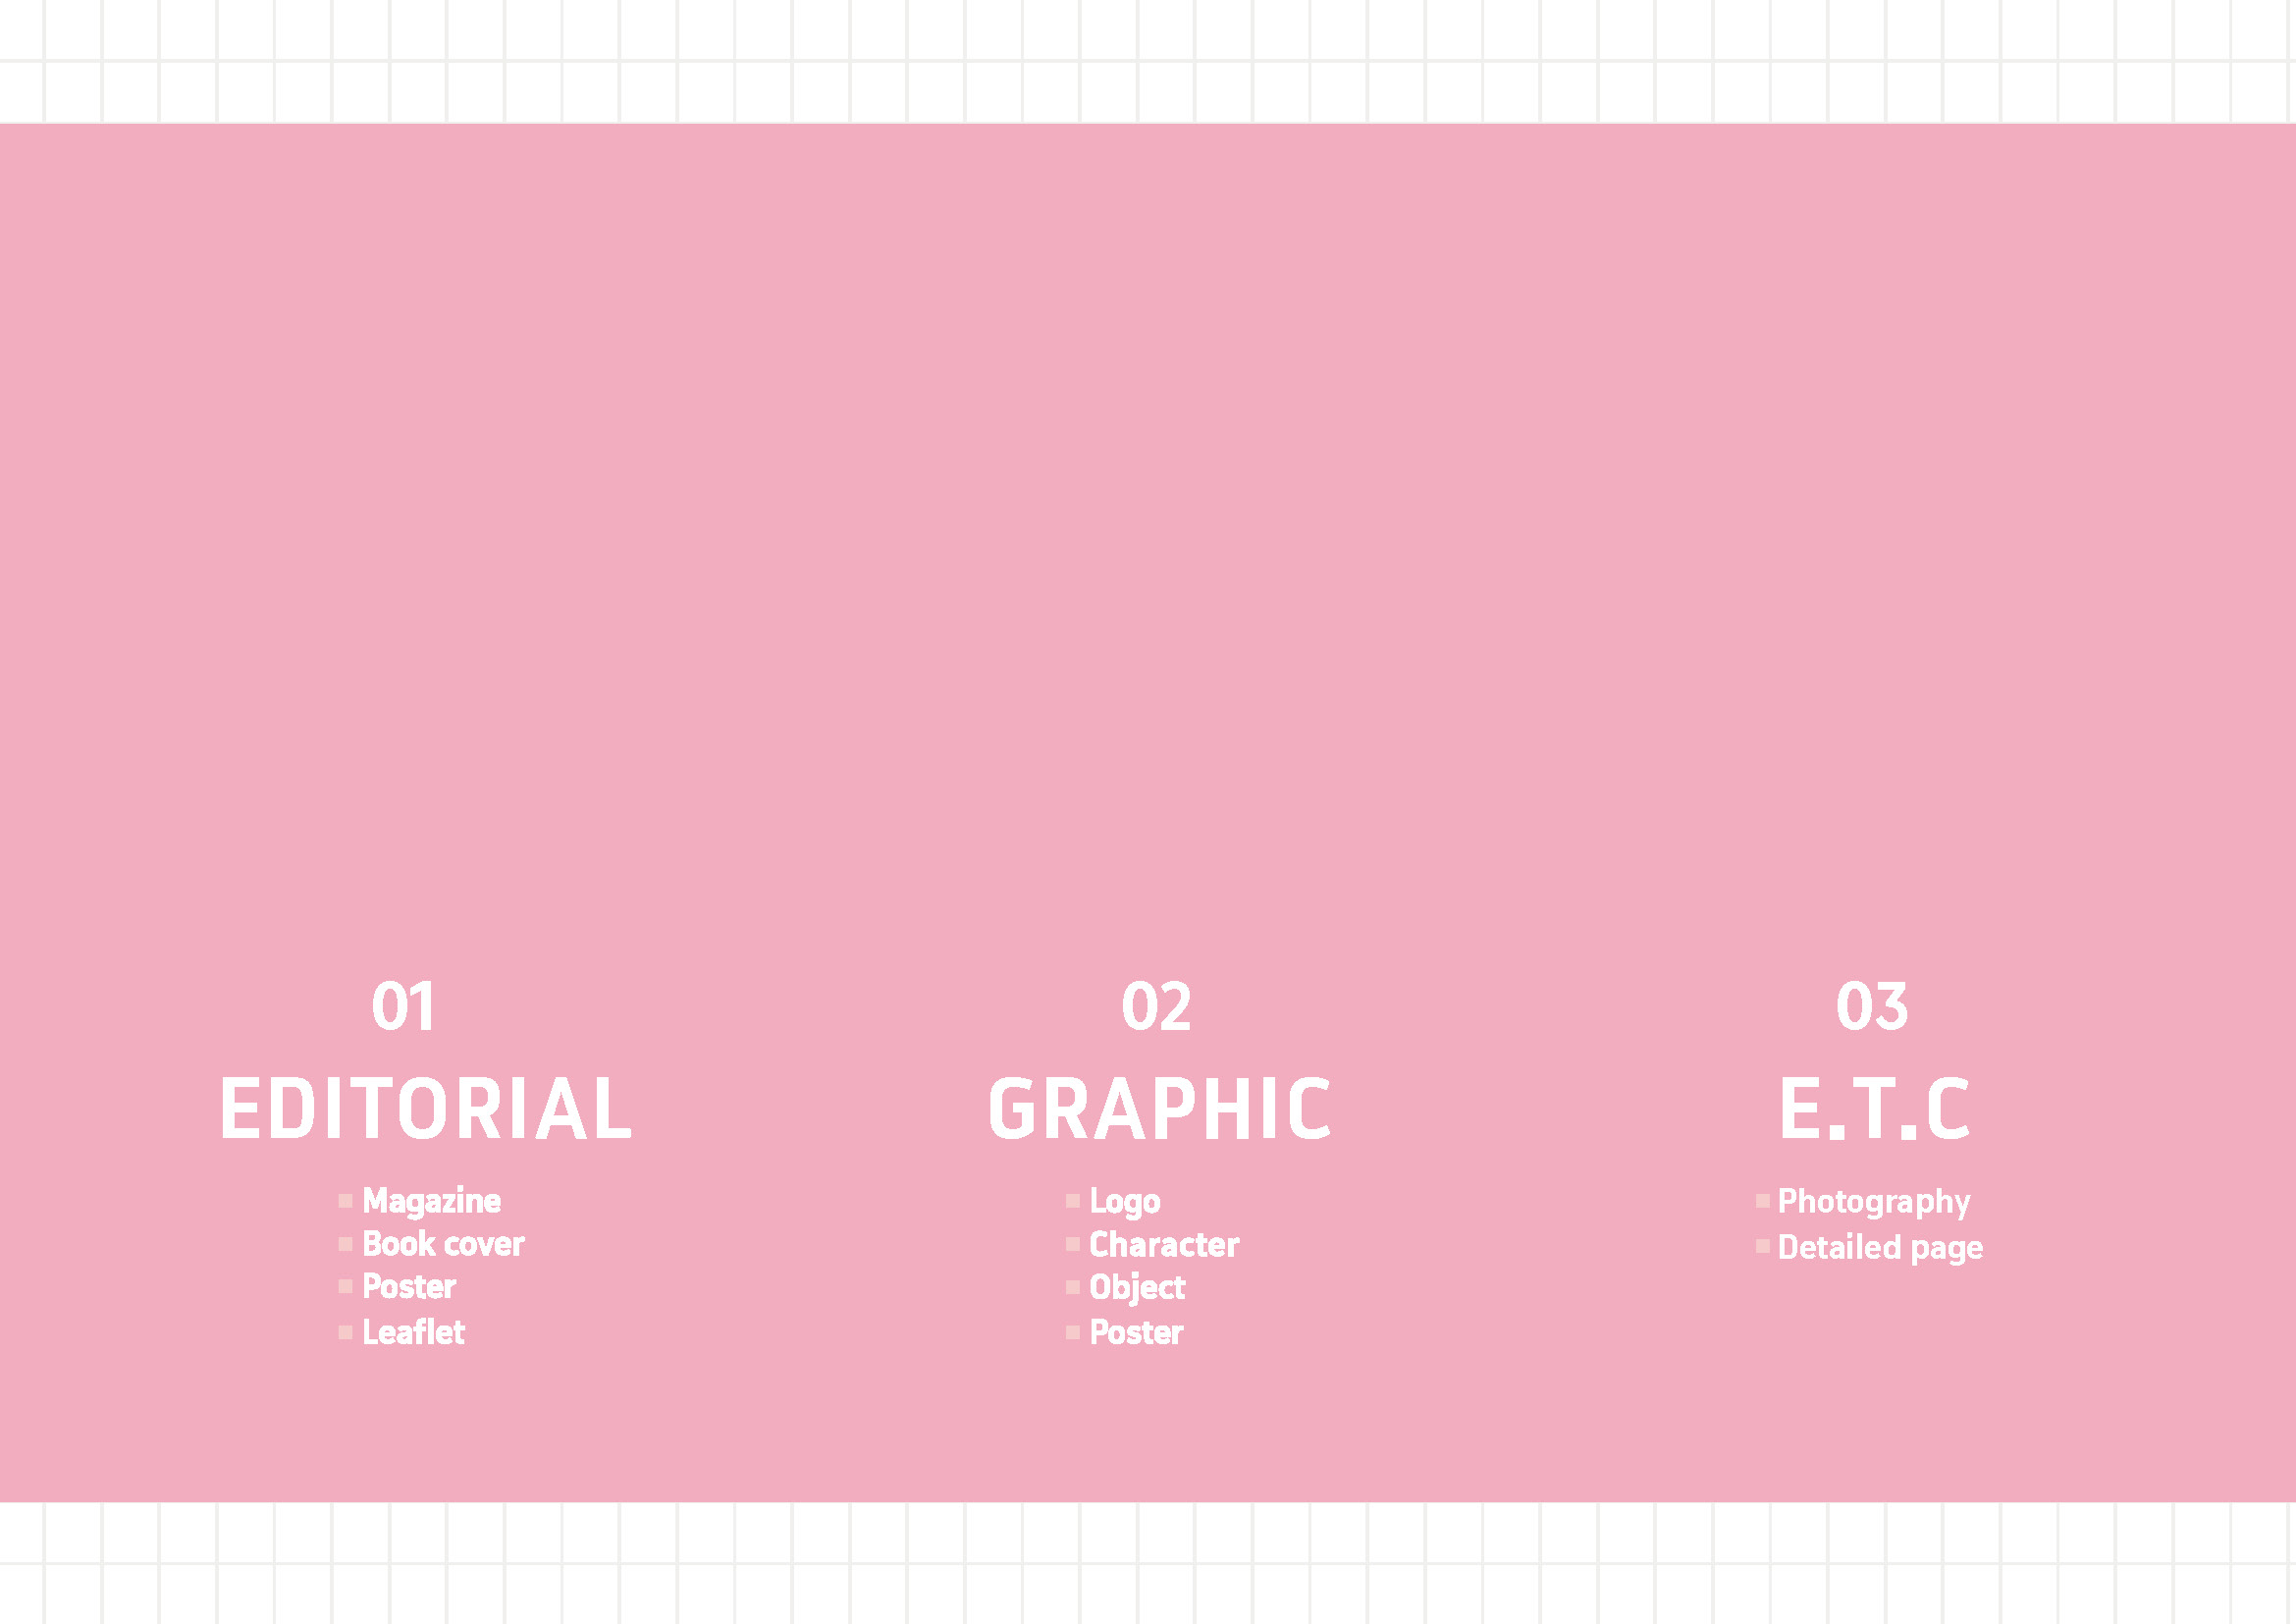 01
EDITORIAL
Magazine
Book cover
Poster
Leaflet
02
GRAPHIC
Logo
Character
Object
Poster
03
E.T.C
Photography
Detailed page